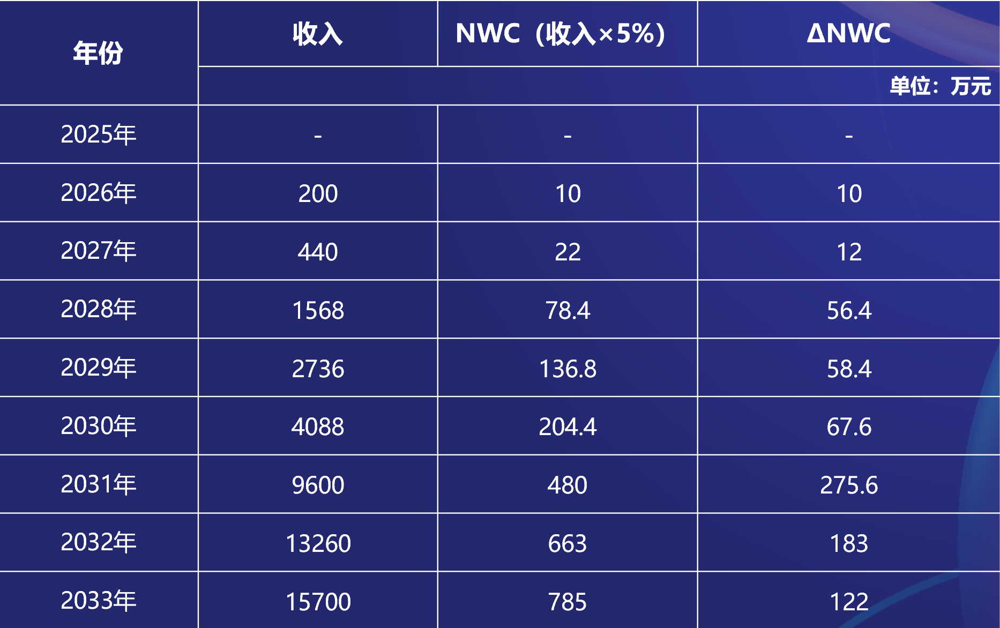 年份 收入 NWC（收入×5%） ΔNWC
单位：万元
2025年 - - -
2026年 200 10 10
2027年 440 22 12
2028年 1568 78.4 56.4
2029年 2736 136.8 58.4
2030年 4088 204.4 67.6
2031年 9600 480 275.6
2032年 13260 663 183
2033年 15700 785 122